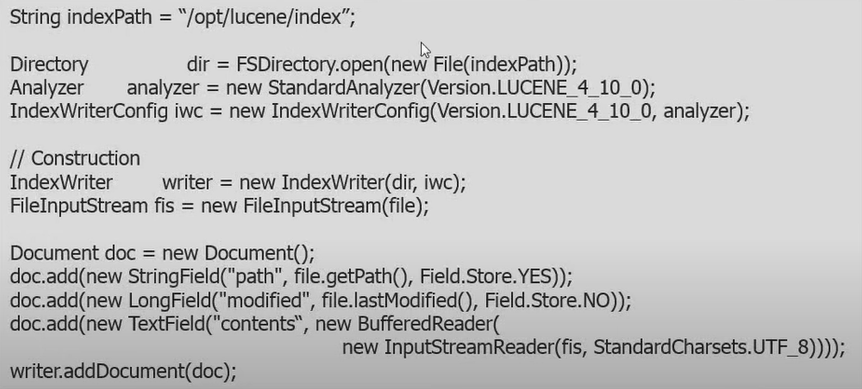 String indexPath = “/opt/lucene/index”;
Directory dir = FSDirectory.open(new File(indexPath));
Analyzer analyzer = new StandardAnalyzer(Version.LUCENE_4_10_0);
IndexWriterConfig iwc = new IndexWriterConfig(Version.LUCENE_4_10_0, analyzer);
// Construction
IndexWriter writer = new IndexWriter(dir, iwc);
FileInputStream fis = new FileInputStream(file);
Document doc = new Document();
doc.add(new StringField("path", file.getPath(), Field.Store.YES));
doc.add(new LongField("modified", file.lastModified(), Field.Store.NO));
doc.add(new TextField("contents“, new BufferedReader(
new InputStreamReader(fis, StandardCharsets.UTF_8))));
writer.addDocument(doc);